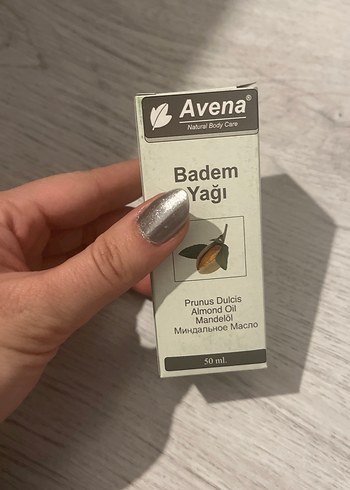 Avena®
Natural Body Care
Badem
Yağı
Prunus Dulcis
Almond Oil
Mandelöl
Миндальное Масло
50 ml.